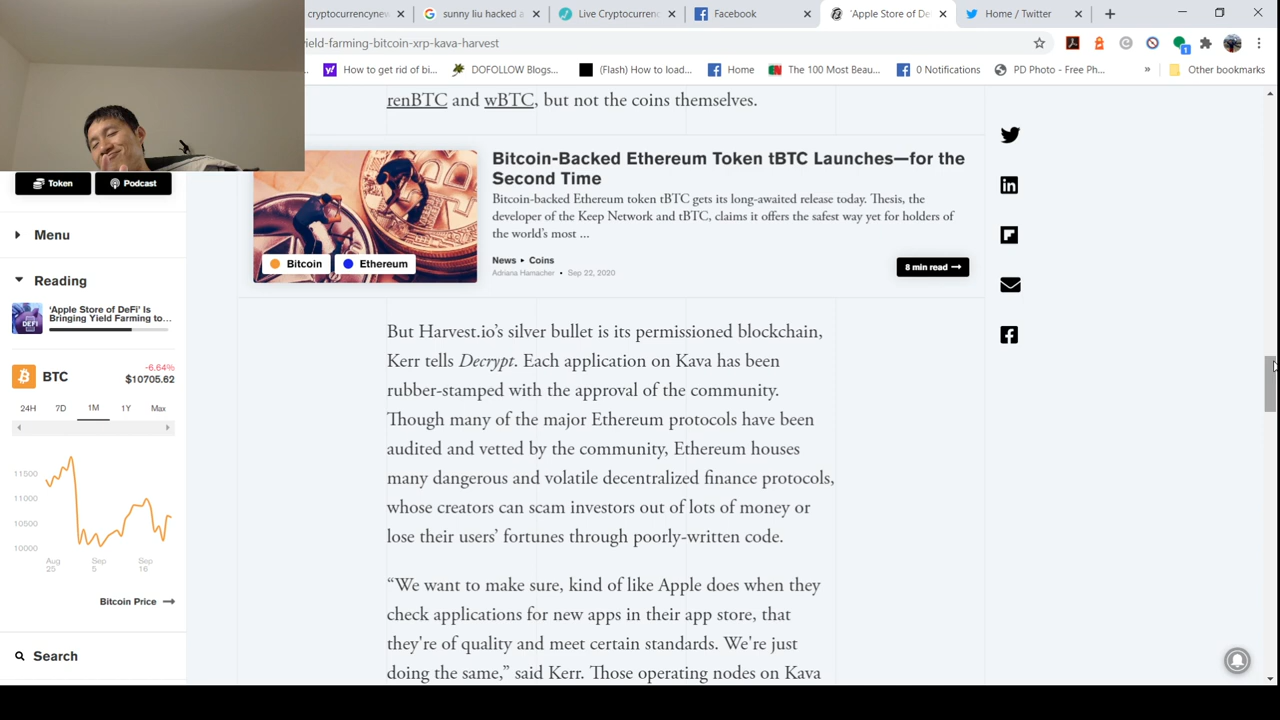 cryptocurrencynew
sunny liu hacked a
Live Cryptocurrenc
Facebook
'Apple Store of De
Home / Twitter
ield-farming-bitcoin-xrp-kava-harvest
How to get rid of bi...
DOFOLLOW Blogs...
(Flash) How to load...
Home
The 100 Most Beau...
0 Notifications
PD Photo - Free Ph...
»
Other bookmarks
renBTC and wBTC, but not the coins themselves.
Token
Podcast
Menu
Reading
'Apple Store of DeFi' Is
Bringing Yield Farming to...
DEFI
BTC
-6.64%
$10705.62
24H 7D 1M 1Y Max
11500
11000
10500
10000
Aug
25
Sep
5
Sep
16
Bitcoin Price
Search
Bitcoin-Backed Ethereum Token tBTC Launches—for the
Second Time
Bitcoin-backed Ethereum token tBTC gets its long-awaited release today. Thesis, the
developer of the Keep Network and tBTC, claims it offers the safest way yet for holders of
the world's most ...
Bitcoin
Ethereum
News ▸ Coins
Adriana Hamacher • Sep 22, 2020
8 min read
But Harvest.io's silver bullet is its permissioned blockchain,
Kerr tells Decrypt. Each application on Kava has been
rubber-stamped with the approval of the community.
Though many of the major Ethereum protocols have been
audited and vetted by the community, Ethereum houses
many dangerous and volatile decentralized finance protocols,
whose creators can scam investors out of lots of money or
lose their users' fortunes through poorly-written code.
“We want to make sure, kind of like Apple does when they
check applications for new apps in their app store, that
they're of quality and meet certain standards. We're just
doing the same,” said Kerr. Those operating nodes on Kava